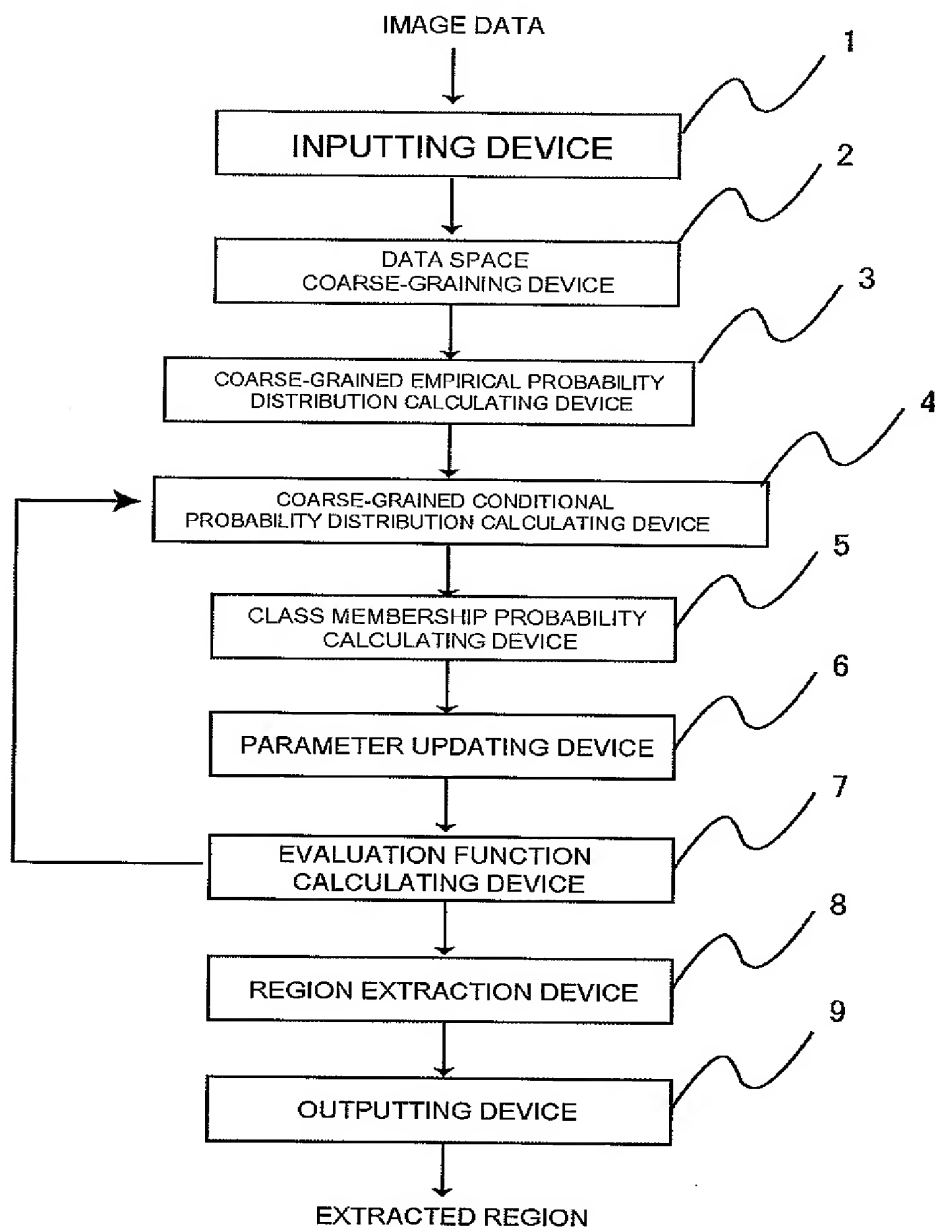 IMAGE DATA
1
INPUTTING DEVICE
2
DATA SPACE
COARSE-GRAINING DEVICE
3
COARSE-GRAINED EMPIRICAL PROBABILITY
DISTRIBUTION CALCULATING DEVICE
4
COARSE-GRAINED CONDITIONAL
PROBABILITY DISTRIBUTION CALCULATING DEVICE
5
CLASS MEMBERSHIP PROBABILITY
CALCULATING DEVICE
6
PARAMETER UPDATING DEVICE
7
EVALUATION FUNCTION
CALCULATING DEVICE
8
REGION EXTRACTION DEVICE
9
OUTPUTTING DEVICE
EXTRACTED REGION